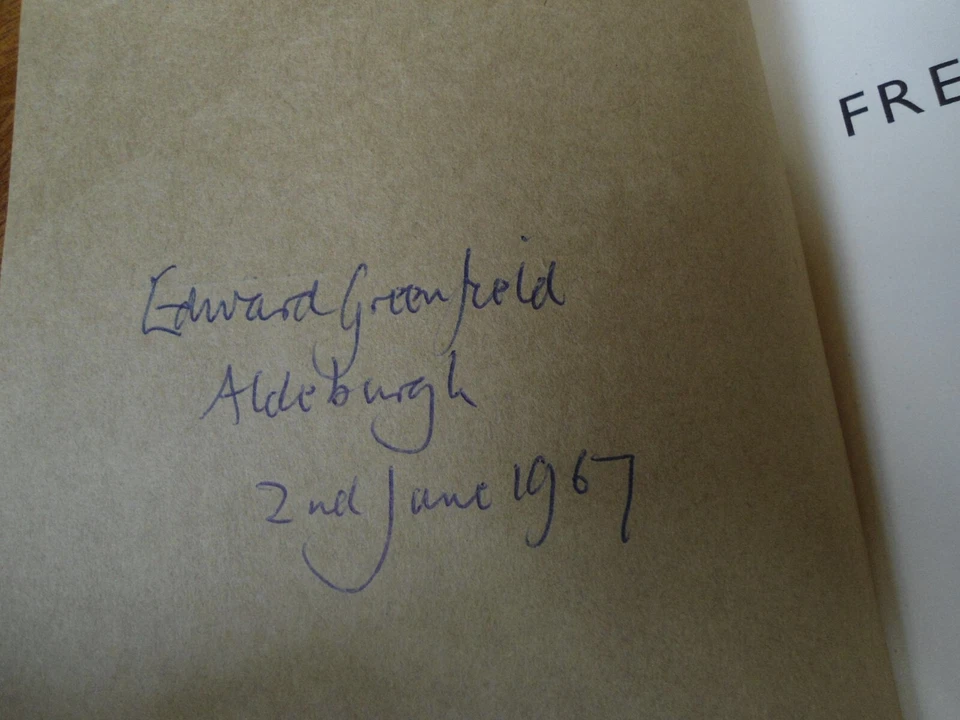 Edward Greenfield
Aldeburgh
2nd June 1967
FRE